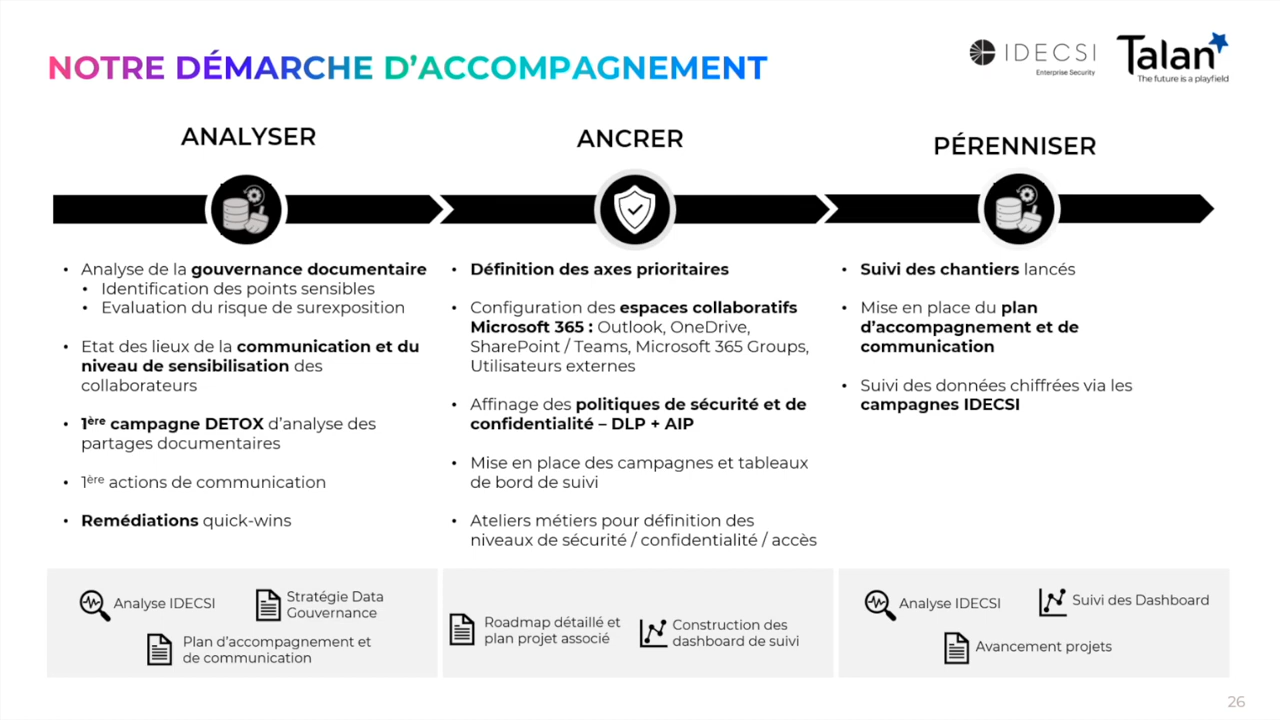 NOTRE DÉMARCHE D'ACCOMPAGNEMENT
IDECSI
Enterprise Security
Talan
The future is a playfield
ANALYSER
ANCRER
PÉRENNISER
• Analyse de la gouvernance documentaire
• Identification des points sensibles
• Evaluation du risque de surexposition
• Etat des lieux de la communication et du
niveau de sensibilisation des
collaborateurs
• 1ère campagne DETOX d'analyse des
partages documentaires
• 1ère actions de communication
• Remédiations quick-wins
• Définition des axes prioritaires
• Configuration des espaces collaboratifs
Microsoft 365 : Outlook, OneDrive,
SharePoint / Teams, Microsoft 365 Groups,
Utilisateurs externes
• Affinage des politiques de sécurité et de
confidentialité – DLP + AIP
• Mise en place des campagnes et tableaux
de bord de suivi
• Ateliers métiers pour définition des
niveaux de sécurité / confidentialité / accès
• Suivi des chantiers lancés
• Mise en place du plan
d'accompagnement et de
communication
• Suivi des données chiffrées via les
campagnes IDECSI
Analyse IDECSI
Stratégie Data
Gouvernance
Plan d'accompagnement et
de communication
Roadmap détaillé et
plan projet associé
Construction des
dashboard de suivi
Analyse IDECSI
Suivi des Dashboard
Avancement projets
26